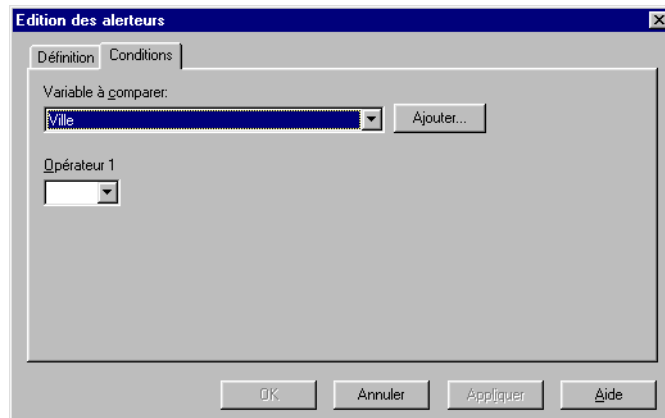 Edition des alerteurs
Définition Conditions
Variable à comparer:
Ville Ajouter...
Opérateur 1
OK Annuler Appliquer Aide